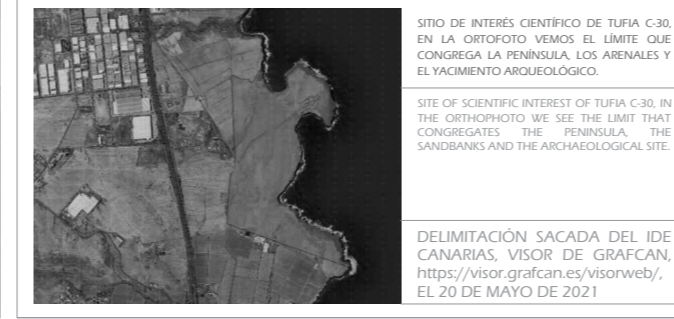 SITIO DE INTERÉS CIENTÍFICO DE TUFIA C-30,
EN LA ORTOFOTO VEMOS EL LÍMITE QUE
CONGREGA LA PENÍNSULA, LOS ARENALES Y
EL YACIMIENTO ARQUEOLÓGICO.
SITE OF SCIENTIFIC INTEREST OF TUFIA C-30, IN
THE ORTHOPHOTO WE SEE THE LIMIT THAT
CONGREGATES THE PENINSULA, THE
SANDBANKS AND THE ARCHAEOLOGICAL SITE.
DELIMITACIÓN SACADA DEL IDE
CANARIAS, VISOR DE GRAFCAN,
https://visor.grafcan.es/visorweb/,
EL 20 DE MAYO DE 2021